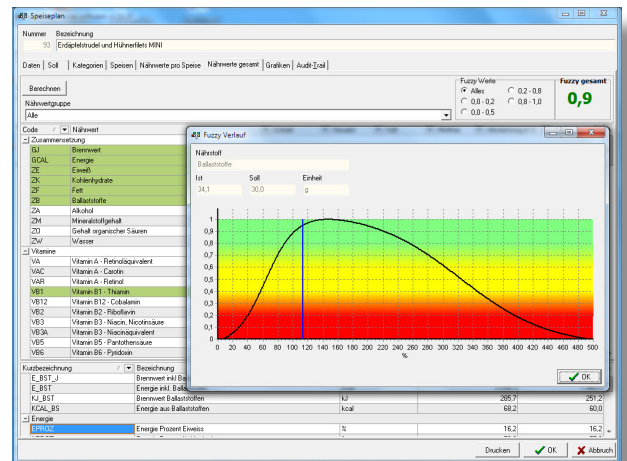 Speiseplan
Nummer Bezeichnung
93 Erdäpfelstrudel und Hühnerfilets MINI
Daten Soll Kategorien Speisen Nährwerte pro Speise Nährwerte gesamt Grafiken Audit-Trail
Berechnen
Fuzzy Werte
Alles 0,2 - 0,8
0,0 - 0,2 0,8 - 1,0
0,0 - 0,5
Fuzzy gesamt
0,9
Nährwertgruppe
Alle
Code Nährwert
Zusammensetzung
GJ Brennwert
GCAL Energie
ZE Eiweiß
ZK Kohlenhydrate
ZF Fett
ZB Ballaststoffe
ZA Alkohol
ZM Mineralstoffgehalt
ZO Gehalt organischer Säuren
ZW Wasser
Vitamine
VA Vitamin A - Retinoläquivalent
VAC Vitamin A - Carotin
VAR Vitamin A - Retinol
VB1 Vitamin B1 - Thiamin
VB12 Vitamin B12 - Cobalamin
VB2 Vitamin B2 - Riboflavin
VB3 Vitamin B3 - Niacin, Nicotinsäure
VB3A Vitamin B3 - Niacinäquivalent
VB5 Vitamin B5 - Pantothensäure
VB6 Vitamin B6 - Pyridoxin
Fuzzy Verlauf
Nährstoff
Ballaststoffe
Ist Soll Einheit
34,1 30,0 g
1
0,9
0,8
0,7
0,6
0,5
0,4
0,3
0,2
0,1
0
0 20 40 60 80 100 120 140 160 180 200 220 240 260 280 300 320 340 360 380 400 420 440 460 480 500
%
OK
Kurzbezeichnung Bezeichnung
E_BST_J Brennwert inkl Ba
E_BST Energie inkl. Balla
KJ_BST Brennwert Ballaststoffen kJ 285,7 251,2
KCAL_BS Energie aus Ballaststoffen kcal 68,2 60,0
Energie
EPROZ Energie Prozent Eiweiss % 16,2 16,2
Drucken OK Abbruch